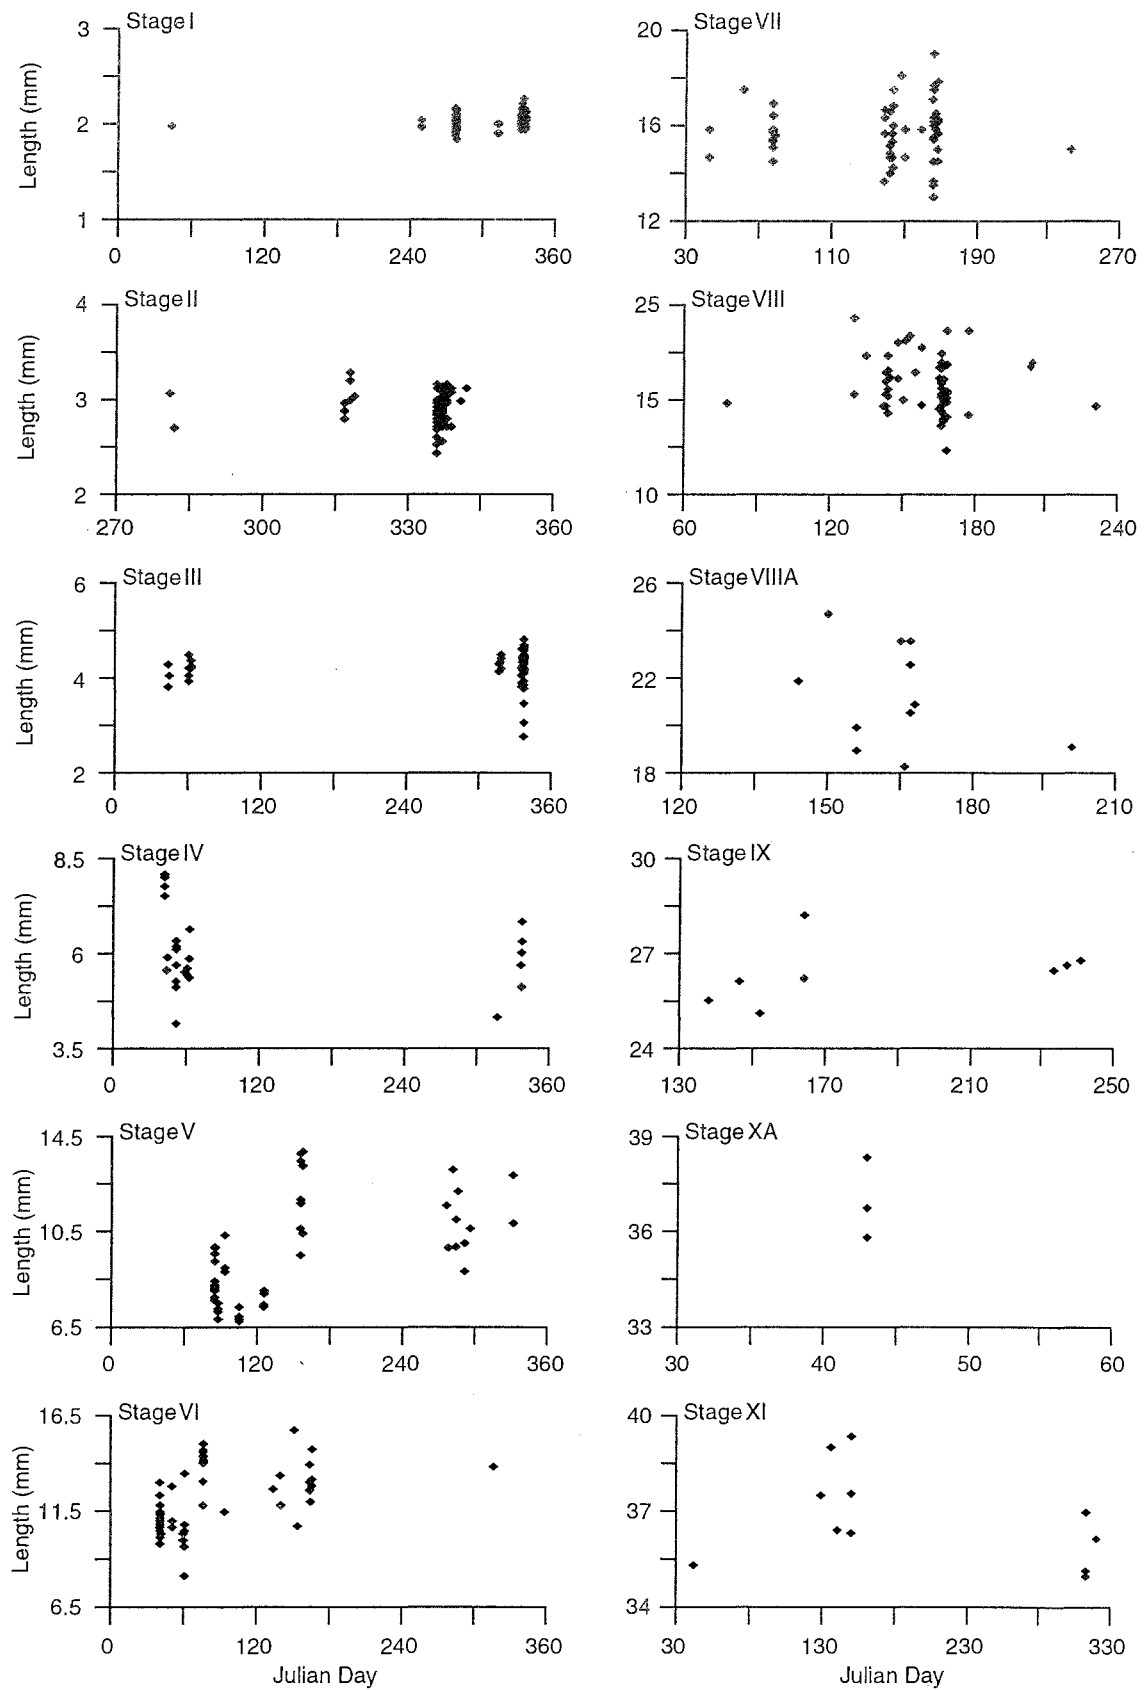 Stage I
Length (mm)
3
2
1
0 120 240 360
Stage VII
20
16
12
30 110 190 270
Stage II
Length (mm)
4
3
2
270 300 330 360
Stage VIII
25
15
10
60 120 180 240
Stage III
Length (mm)
6
4
2
0 120 240 360
Stage VIIIA
26
22
18
120 150 180 210
Stage IV
Length (mm)
8.5
6
3.5
0 120 240 360
Stage IX
30
27
24
130 170 210 250
Stage V
Length (mm)
14.5
10.5
6.5
0 120 240 360
Stage XA
39
36
33
30 40 50 60
Stage VI
Length (mm)
16.5
11.5
6.5
0 120 240 360
Julian Day
Stage XI
40
37
34
30 130 230 330
Julian Day